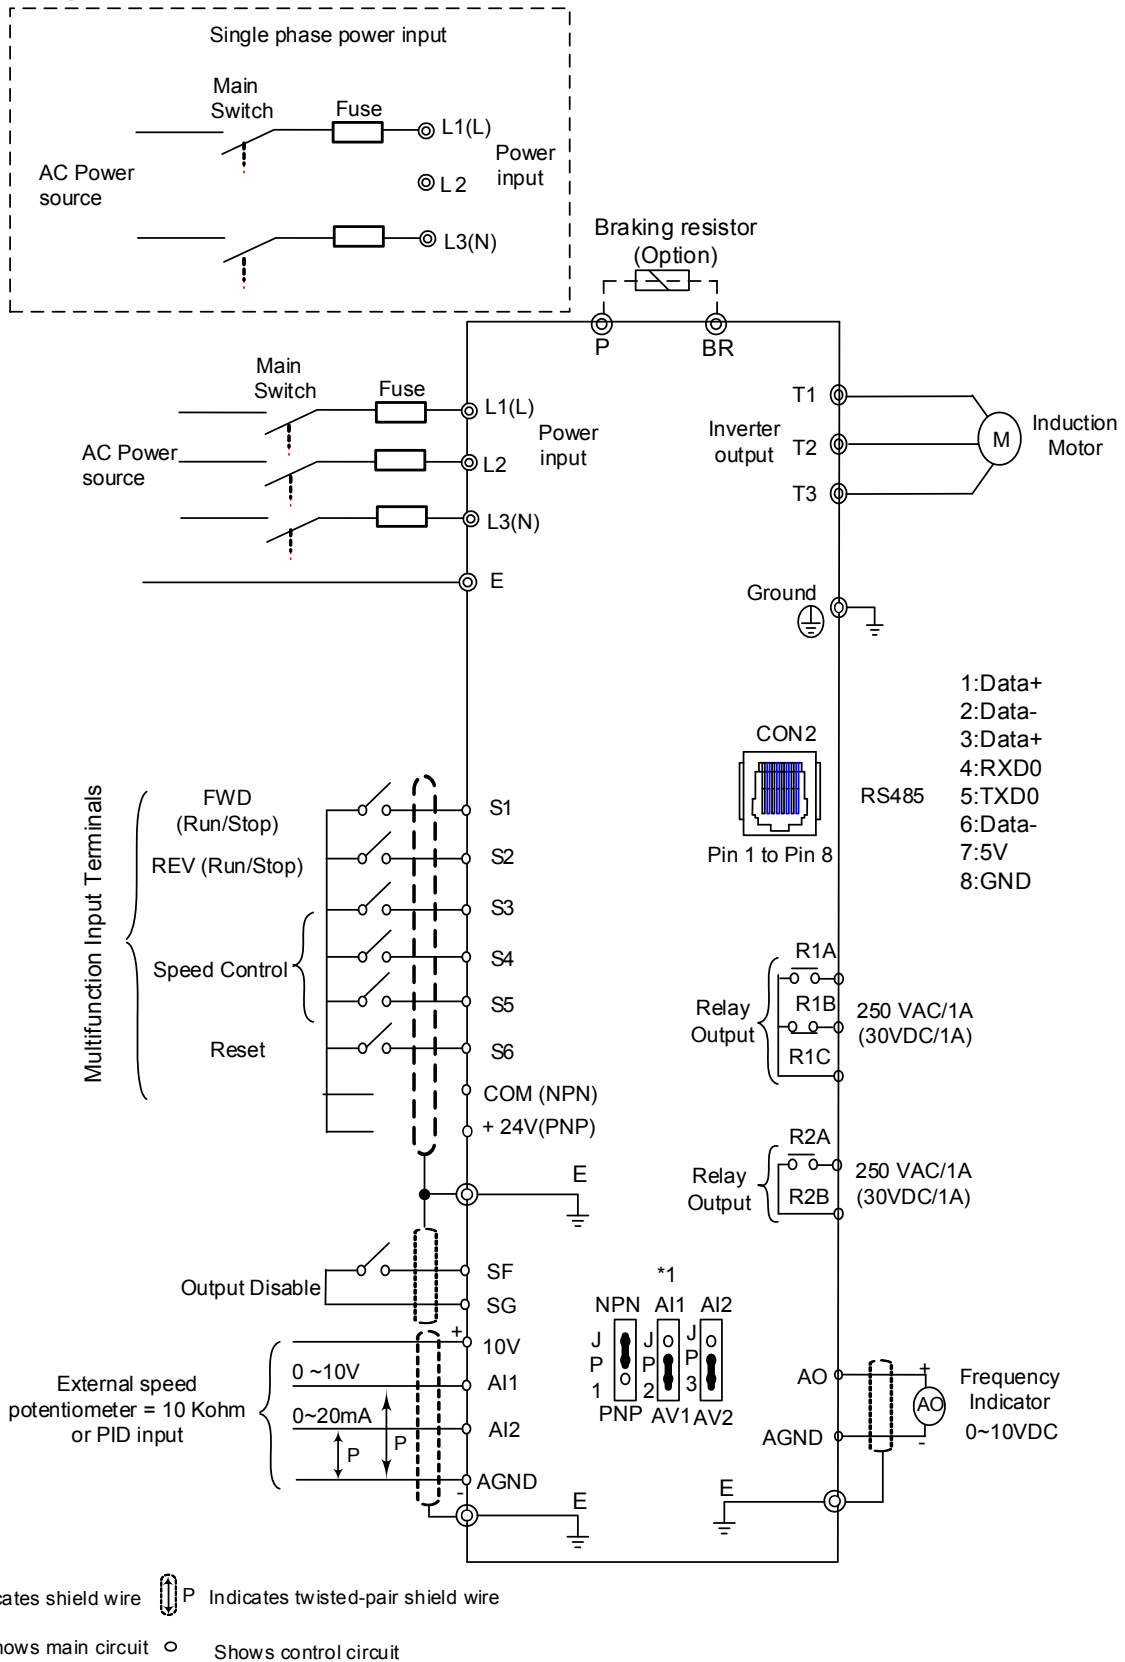 Single phase power input
Main
Switch
Fuse
L1(L)
Power
input
AC Power
source
L2
L3(N)
Braking resistor
(Option)
P
BR
Main
Switch
Fuse
L1(L)
Power
input
AC Power
source
L2
L3(N)
E
T1
Inverter
output
T2
T3
M
Induction
Motor
Ground
CON2
RS485
Pin 1 to Pin 8
1:Data+
2:Data-
3:Data+
4:RXD0
5:TXD0
6:Data-
7:5V
8:GND
Multifunction Input Terminals
FWD
(Run/Stop)
S1
REV (Run/Stop)
S2
S3
Speed Control
S4
S5
Reset
S6
COM (NPN)
+ 24V(PNP)
E
R1A
Relay
Output
R1B
R1C
250 VAC/1A
(30VDC/1A)
R2A
Relay
Output
R2B
250 VAC/1A
(30VDC/1A)
Output Disable
SF
SG
+
10V
0 ~10V
AI1
External speed
potentiometer = 10 Kohm
or PID input
0~20mA
AI2
P
P
AGND
-
E
*1
NPN AI1 AI2
JP1
JP2
JP3
PNP AV1 AV2
AO
+
AO
-
AGND
Frequency
Indicator
0~10VDC
E
cates shield wire
P Indicates twisted-pair shield wire
hows main circuit
Shows control circuit